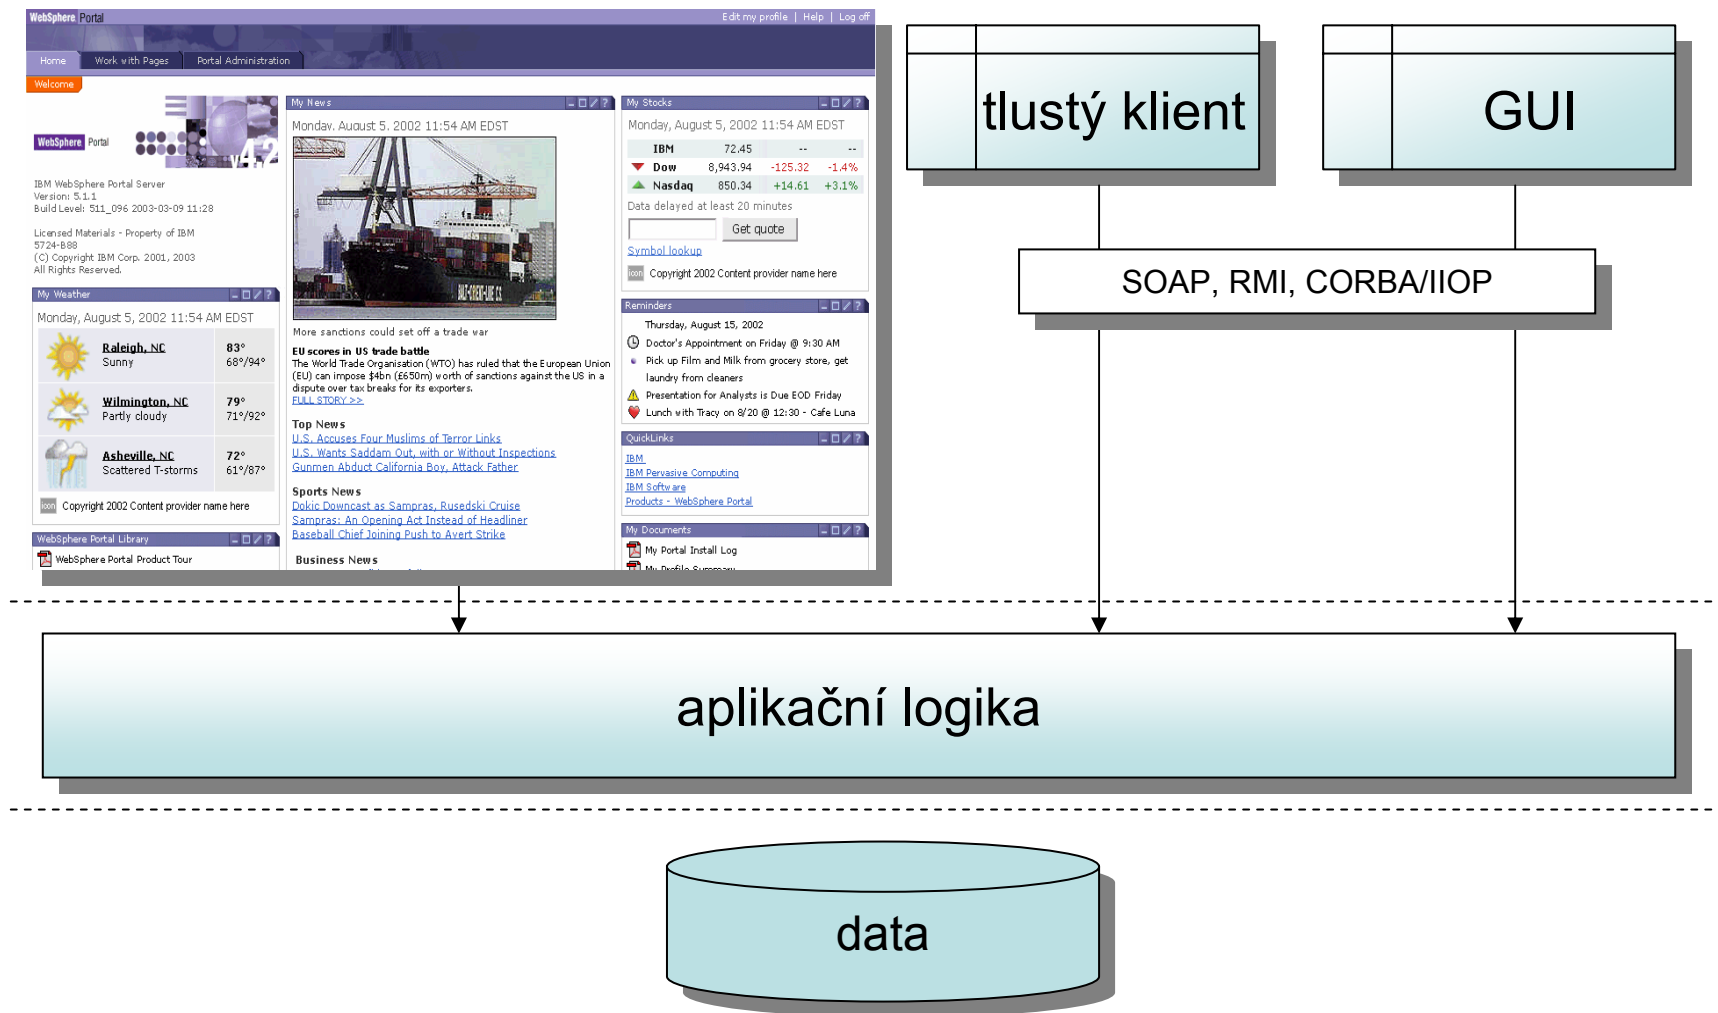 WebSphere Portal
Edit my profile | Help | Log off
Home
Work with Pages
Portal Administration
Welcome
WebSphere Portal
v4.2
IBM WebSphere Portal Server
Version: 5.1.1
Build Level: 511_096 2003-03-09 11:28
Licensed Materials - Property of IBM
5724-B88
(C) Copyright IBM Corp. 2001, 2003
All Rights Reserved.
My Weather
Monday, August 5, 2002 11:54 AM EDST
Raleigh, NC 83°
Sunny 68°/94°
Wilmington, NC 79°
Partly cloudy 71°/92°
Asheville, NC 72°
Scattered T-storms 61°/87°
icon Copyright 2002 Content provider name here
WebSphere Portal Library
WebSphere Portal Product Tour
My News
Monday, August 5, 2002 11:54 AM EDST
More sanctions could set off a trade war
EU scores in US trade battle
The World Trade Organisation (WTO) has ruled that the European Union
(EU) can impose $4bn (£650m) worth of sanctions against the US in a
dispute over tax breaks for its exporters.
FULL STORY >>
Top News
U.S. Accuses Four Muslims of Terror Links
U.S. Wants Saddam Out, with or Without Inspections
Gunmen Abduct California Boy, Attack Father
Sports News
Dokic Downcast as Sampras, Rusedski Cruise
Sampras: An Opening Act Instead of Headliner
Baseball Chief Joining Push to Avert Strike
Business News
My Stocks
Monday, August 5, 2002 11:54 AM EDST
IBM 72.45 -- --
Dow 8,943.94 -125.32 -1.4%
Nasdaq 850.34 +14.61 +3.1%
Data delayed at least 20 minutes
Get quote
Symbol lookup
icon Copyright 2002 Content provider name here
Reminders
Thursday, August 15, 2002
Doctor's Appointment on Friday @ 9:30 AM
Pick up Film and Milk from grocery store, get
laundry from cleaners
Presentation for Analysts is Due EOD Friday
Lunch with Tracy on 8/20 @ 12:30 - Cafe Luna
QuickLinks
IBM
IBM Pervasive Computing
IBM Software
Products - WebSphere Portal
My Documents
My Portal Install Log
My Profile Summary
tlustý klient
GUI
SOAP, RMI, CORBA/IIOP
aplikační logika
data